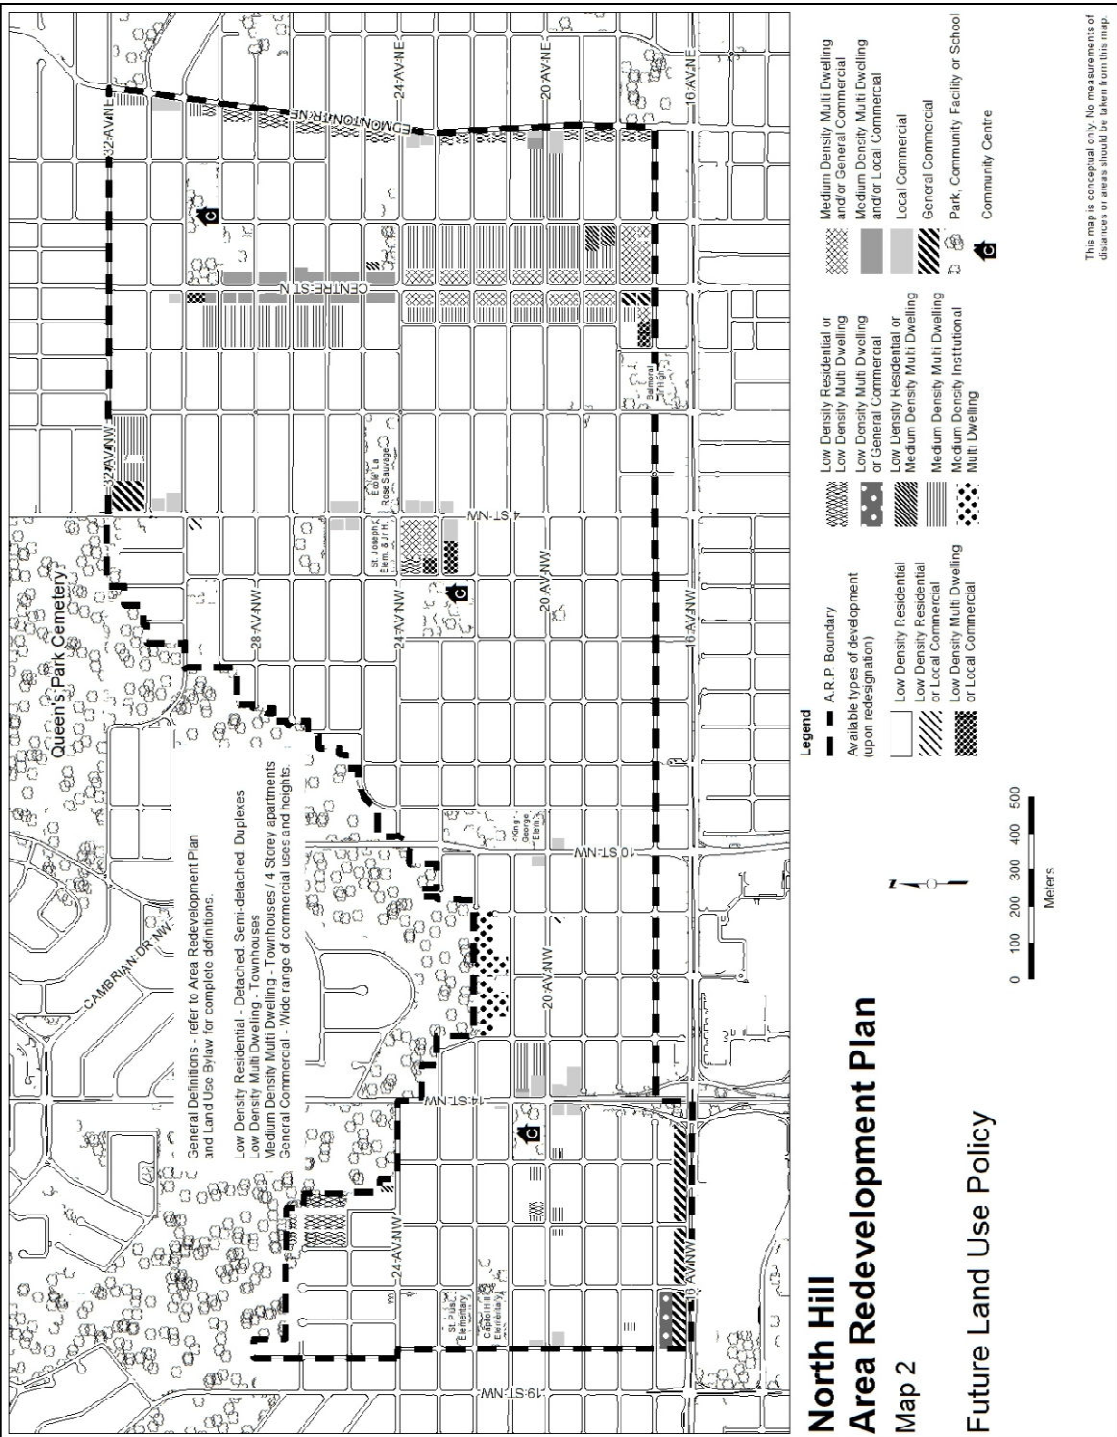 North Hill
Area Redevelopment Plan
Map 2
Future Land Use Policy
Queen's Park Cemetery
CAMBRIAN DR NW
General Definitions - refer to Area Redevelopment Plan
and Land Use Bylaw for complete definitions.
Low Density Residential - Detached, Semi-detached, Duplexes
Low Density Multi Dwelling - Townhouses
Medium Density Multi Dwelling - Townhouses / 4 Storey apartments
General Commercial - Wide range of commercial uses and heights.
32 AV NW
32 AV NE
28 AV NW
24 AV NW
24 AV NW
24 AV NE
20 AV NW
20 AV NW
20 AV NE
16 AV NW
16 AV NW
16 AV NE
19 ST NW
14 ST NW
10 ST NW
4 ST NW
CENTRE ST N
EDMONTON TR NE
St. Pius
Elementary
Capitol Hill
Elementary
King
George
Elem.
St. Joseph
Elem. & Jr H.
Ecole La
Rose Sauvage
Balmoral
C
C
C
N
0 100 200 300 400 500
Meters
Legend
A.R.P. Boundary
Available types of development
(upon redesignation)
Low Density Residential
Low Density Residential
or Local Commercial
Low Density Multi Dwelling
or Local Commercial
Low Density Residential or
Low Density Multi Dwelling
Low Density Multi Dwelling
or General Commercial
Low Density Residential or
Medium Density Multi Dwelling
Medium Density Multi Dwelling
Medium Density Institutional
Multi Dwelling
Medium Density Multi Dwelling
and/or General Commercial
Medium Density Multi Dwelling
and/or Local Commercial
Local Commercial
General Commercial
Park, Community Facility or School
C
Community Centre
This map is conceptual only. No measurements of
distances or areas should be taken from this map.